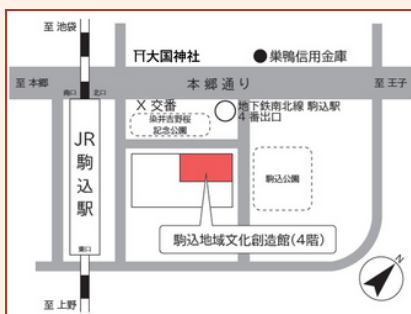 至 池袋
大国神社
巣鴨信用金庫
至 本郷
本郷通り
至 王子
南口
北口
X 交番
地下鉄南北線 駒込駅
4 番出口
染井吉野桜
記念公園
JR
駒込駅
駒込公園
駒込地域文化創造館(4階)
東口
N
至 上野